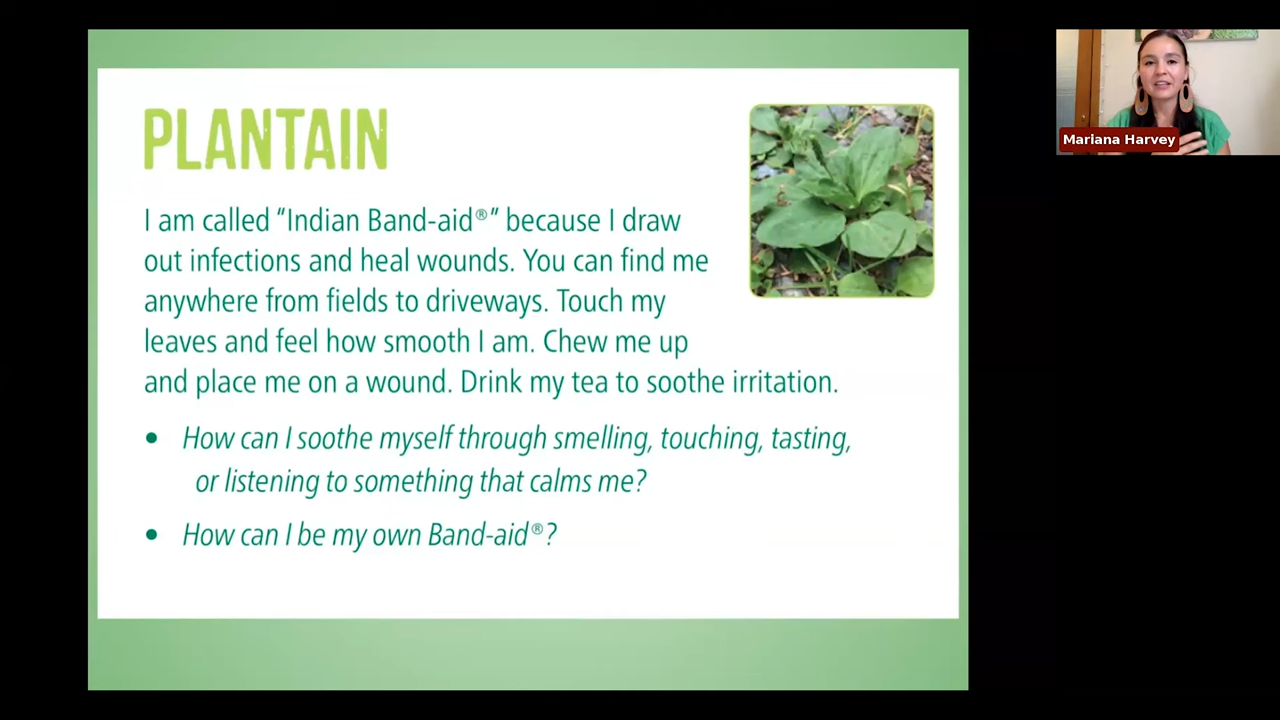 PLANTAIN
I am called “Indian Band-aid®” because I draw
out infections and heal wounds. You can find me
anywhere from fields to driveways. Touch my
leaves and feel how smooth I am. Chew me up
and place me on a wound. Drink my tea to soothe irritation.
• How can I soothe myself through smelling, touching, tasting,
or listening to something that calms me?
• How can I be my own Band-aid®?
Mariana Harvey